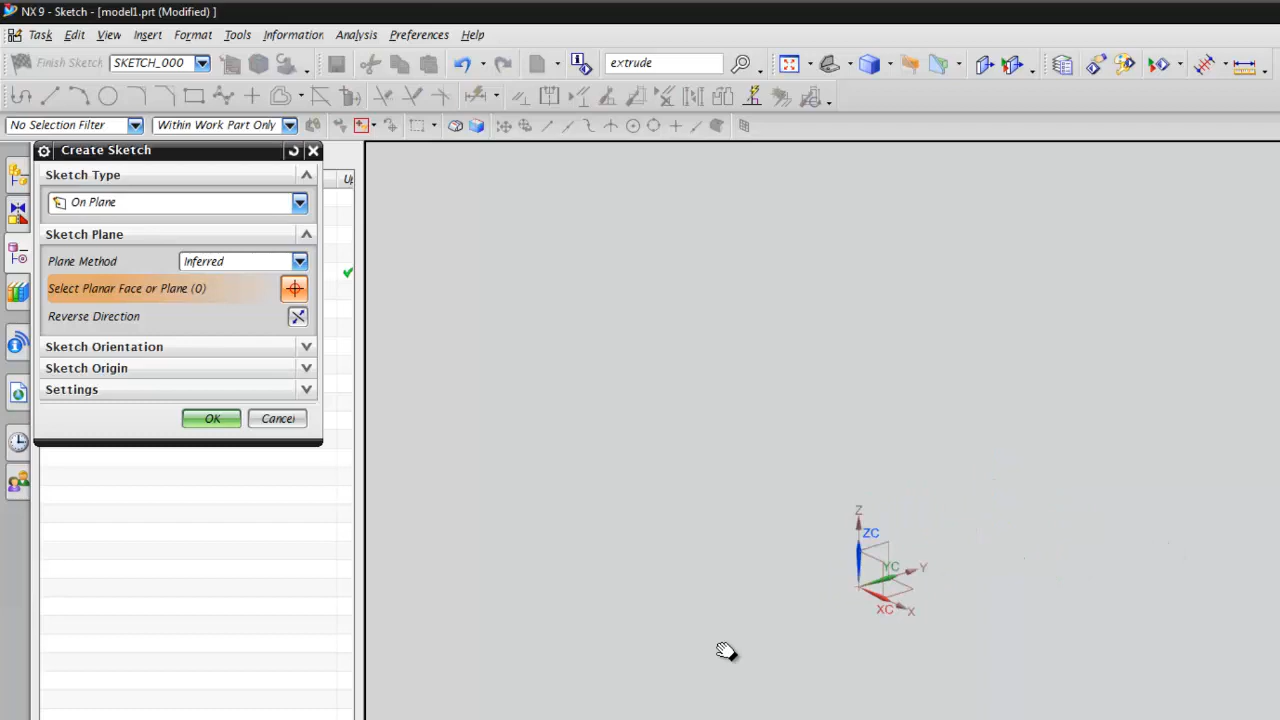 NX 9 - Sketch - [model1.prt (Modified) ]
Task Edit View Insert Format Tools Information Analysis Preferences Help
Finish Sketch SKETCH_000 extrude
No Selection Filter Within Work Part Only
Create Sketch
Sketch Type
Up
On Plane
Sketch Plane
Plane Method Inferred
Select Planar Face or Plane (0)
Reverse Direction
Sketch Orientation
Sketch Origin
Settings
OK Cancel
Z
ZC
YC Y
XC X